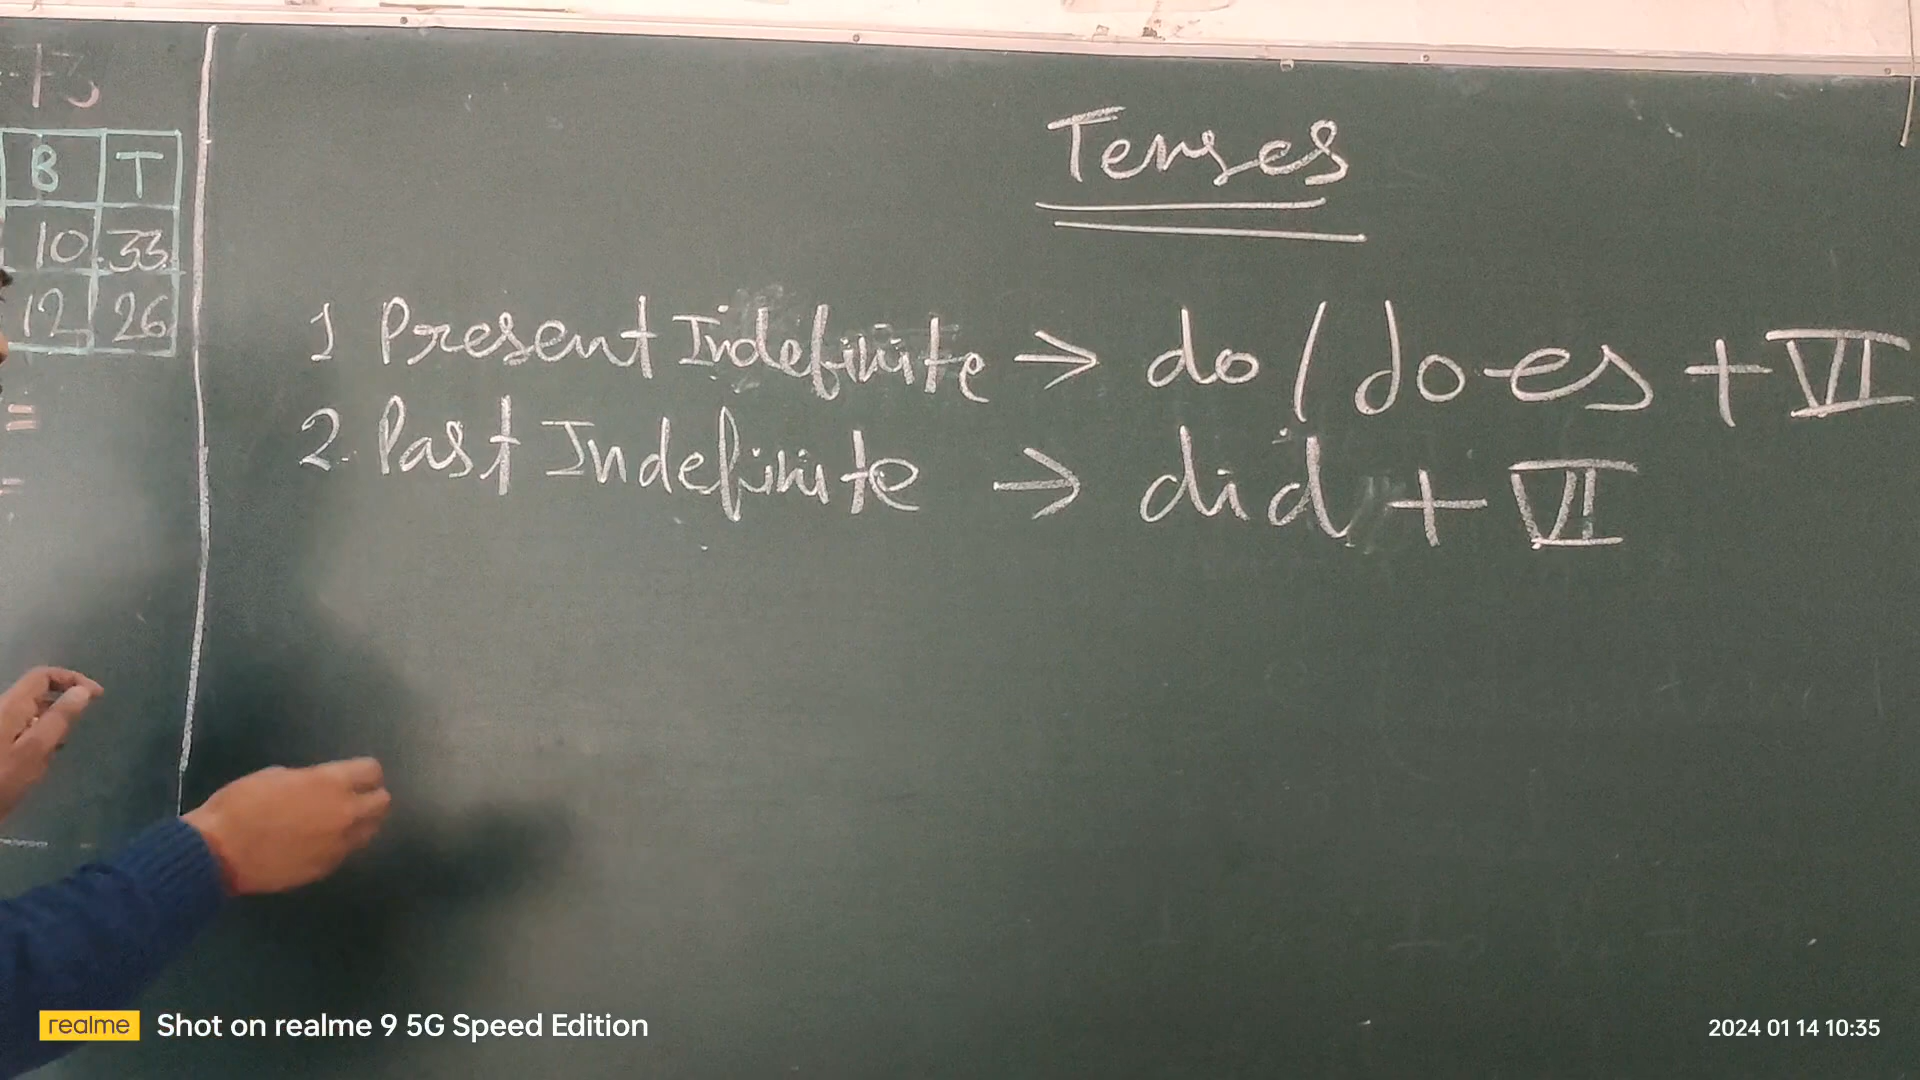 B T
10 33
12 26
=
Tenses
1 Present Indefinite → do / does + VI
2. Past Indefinite → did + VI
realme Shot on realme 9 5G Speed Edition
2024 01 14 10:35